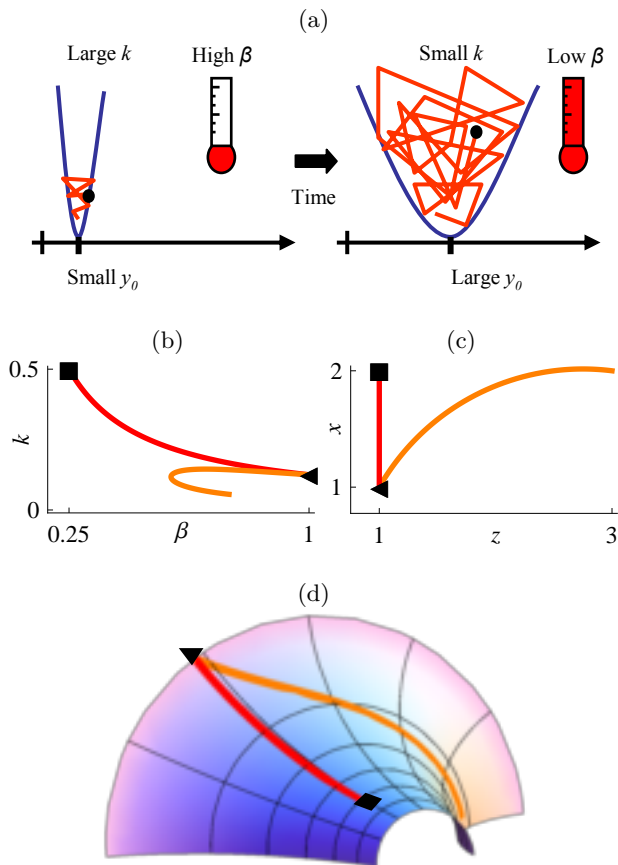 (a)
Large k High β Small k Low β
Time
Small y₀ Large y₀
(b) (c)
0.5
k
0
0.25 β 1
2
x
1
1 z 3
(d)